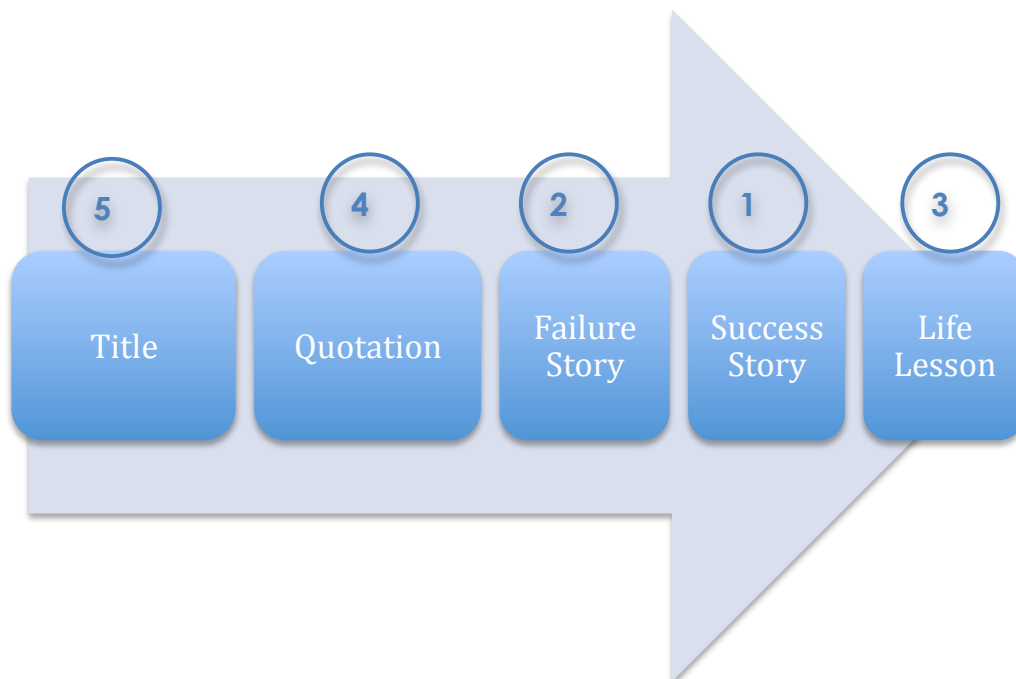 5
4
2
1
3
Title
Quotation
Failure
Story
Success
Story
Life
Lesson